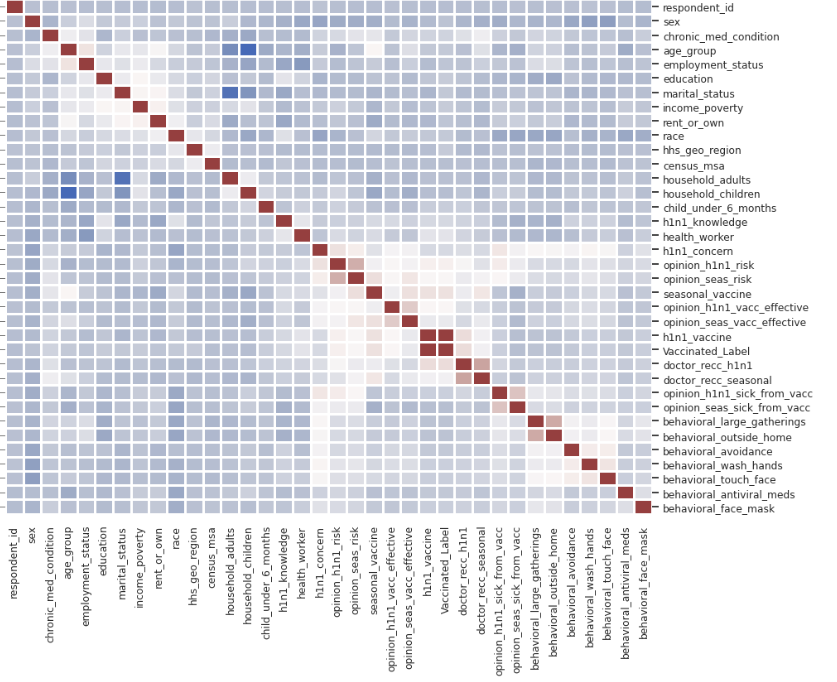 respondent_id
sex
chronic_med_condition
age_group
employment_status
education
marital_status
income_poverty
rent_or_own
race
hhs_geo_region
census_msa
household_adults
household_children
child_under_6_months
h1n1_knowledge
health_worker
h1n1_concern
opinion_h1n1_risk
opinion_seas_risk
seasonal_vaccine
opinion_h1n1_vacc_effective
opinion_seas_vacc_effective
h1n1_vaccine
Vaccinated_Label
doctor_recc_h1n1
doctor_recc_seasonal
opinion_h1n1_sick_from_vacc
opinion_seas_sick_from_vacc
behavioral_large_gatherings
behavioral_outside_home
behavioral_avoidance
behavioral_wash_hands
behavioral_touch_face
behavioral_antiviral_meds
behavioral_face_mask
respondent_id
sex
chronic_med_condition
age_group
employment_status
education
marital_status
income_poverty
rent_or_own
race
hhs_geo_region
census_msa
household_adults
household_children
child_under_6_months
h1n1_knowledge
health_worker
h1n1_concern
opinion_h1n1_risk
opinion_seas_risk
seasonal_vaccine
opinion_h1n1_vacc_effective
opinion_seas_vacc_effective
h1n1_vaccine
Vaccinated_Label
doctor_recc_h1n1
doctor_recc_seasonal
opinion_h1n1_sick_from_vacc
opinion_seas_sick_from_vacc
behavioral_large_gatherings
behavioral_outside_home
behavioral_avoidance
behavioral_wash_hands
behavioral_touch_face
behavioral_antiviral_meds
behavioral_face_mask